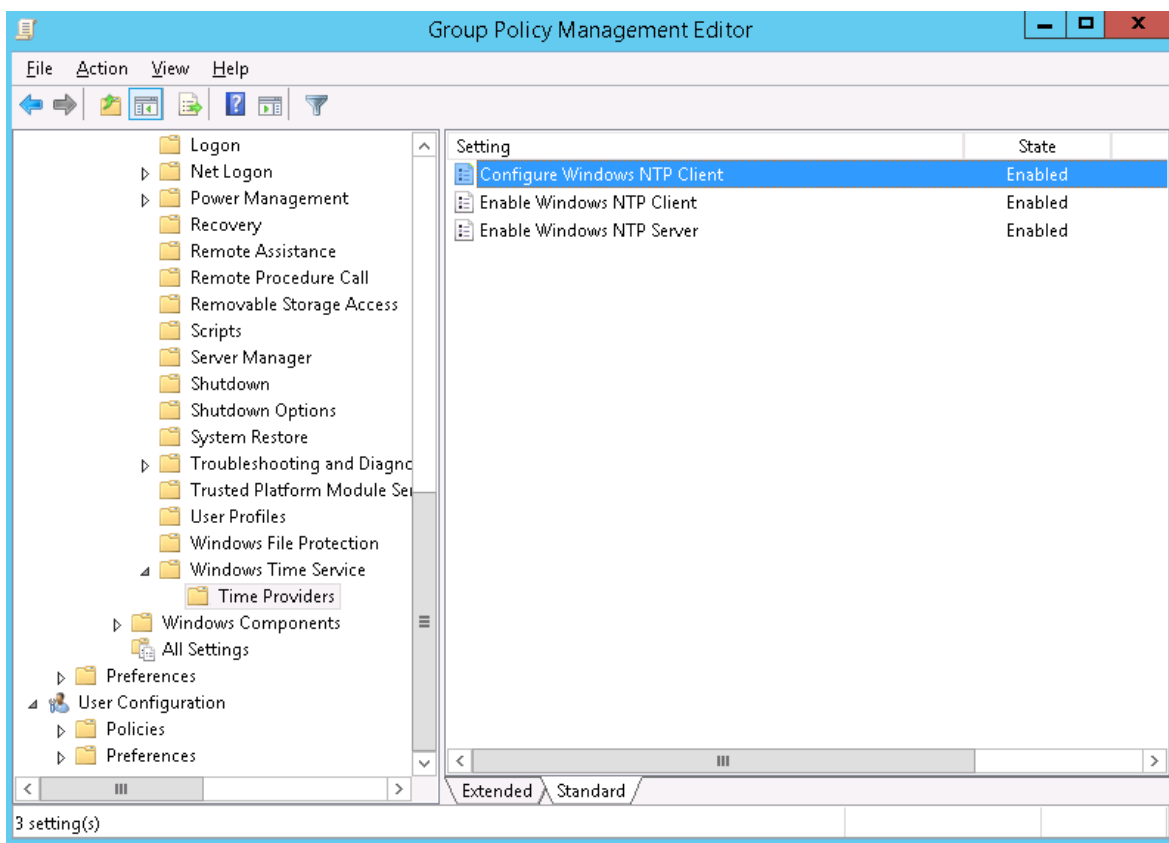 Group Policy Management Editor
File Action View Help
Logon
Net Logon
Power Management
Recovery
Remote Assistance
Remote Procedure Call
Removable Storage Access
Scripts
Server Manager
Shutdown
Shutdown Options
System Restore
Troubleshooting and Diagno
Trusted Platform Module Ser
User Profiles
Windows File Protection
Windows Time Service
Time Providers
Windows Components
All Settings
Preferences
User Configuration
Policies
Preferences
Setting State
Configure Windows NTP Client Enabled
Enable Windows NTP Client Enabled
Enable Windows NTP Server Enabled
Extended Standard
3 setting(s)